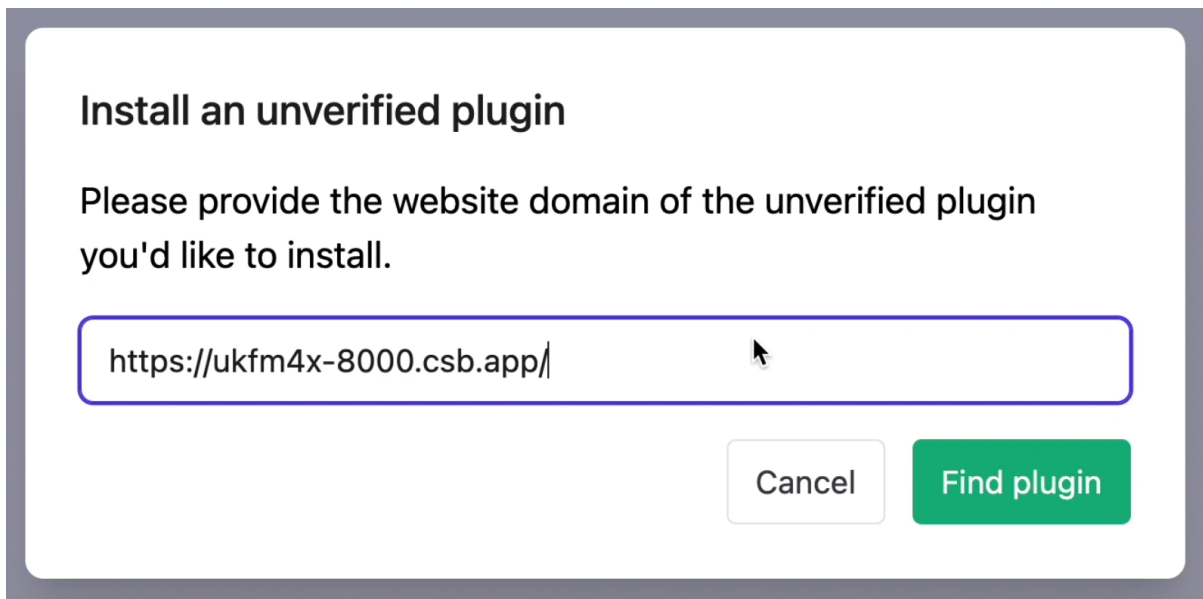 Install an unverified plugin
Please provide the website domain of the unverified plugin
you'd like to install.
https://ukfm4x-8000.csb.app/
Cancel
Find plugin